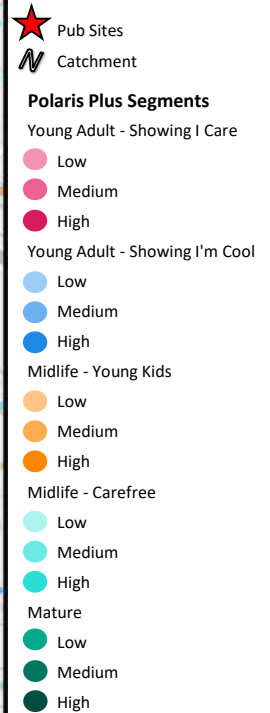 Pub Sites
Catchment
Polaris Plus Segments
Young Adult - Showing I Care
Low
Medium
High
Young Adult - Showing I'm Cool
Low
Medium
High
Midlife - Young Kids
Low
Medium
High
Midlife - Carefree
Low
Medium
High
Mature
Low
Medium
High